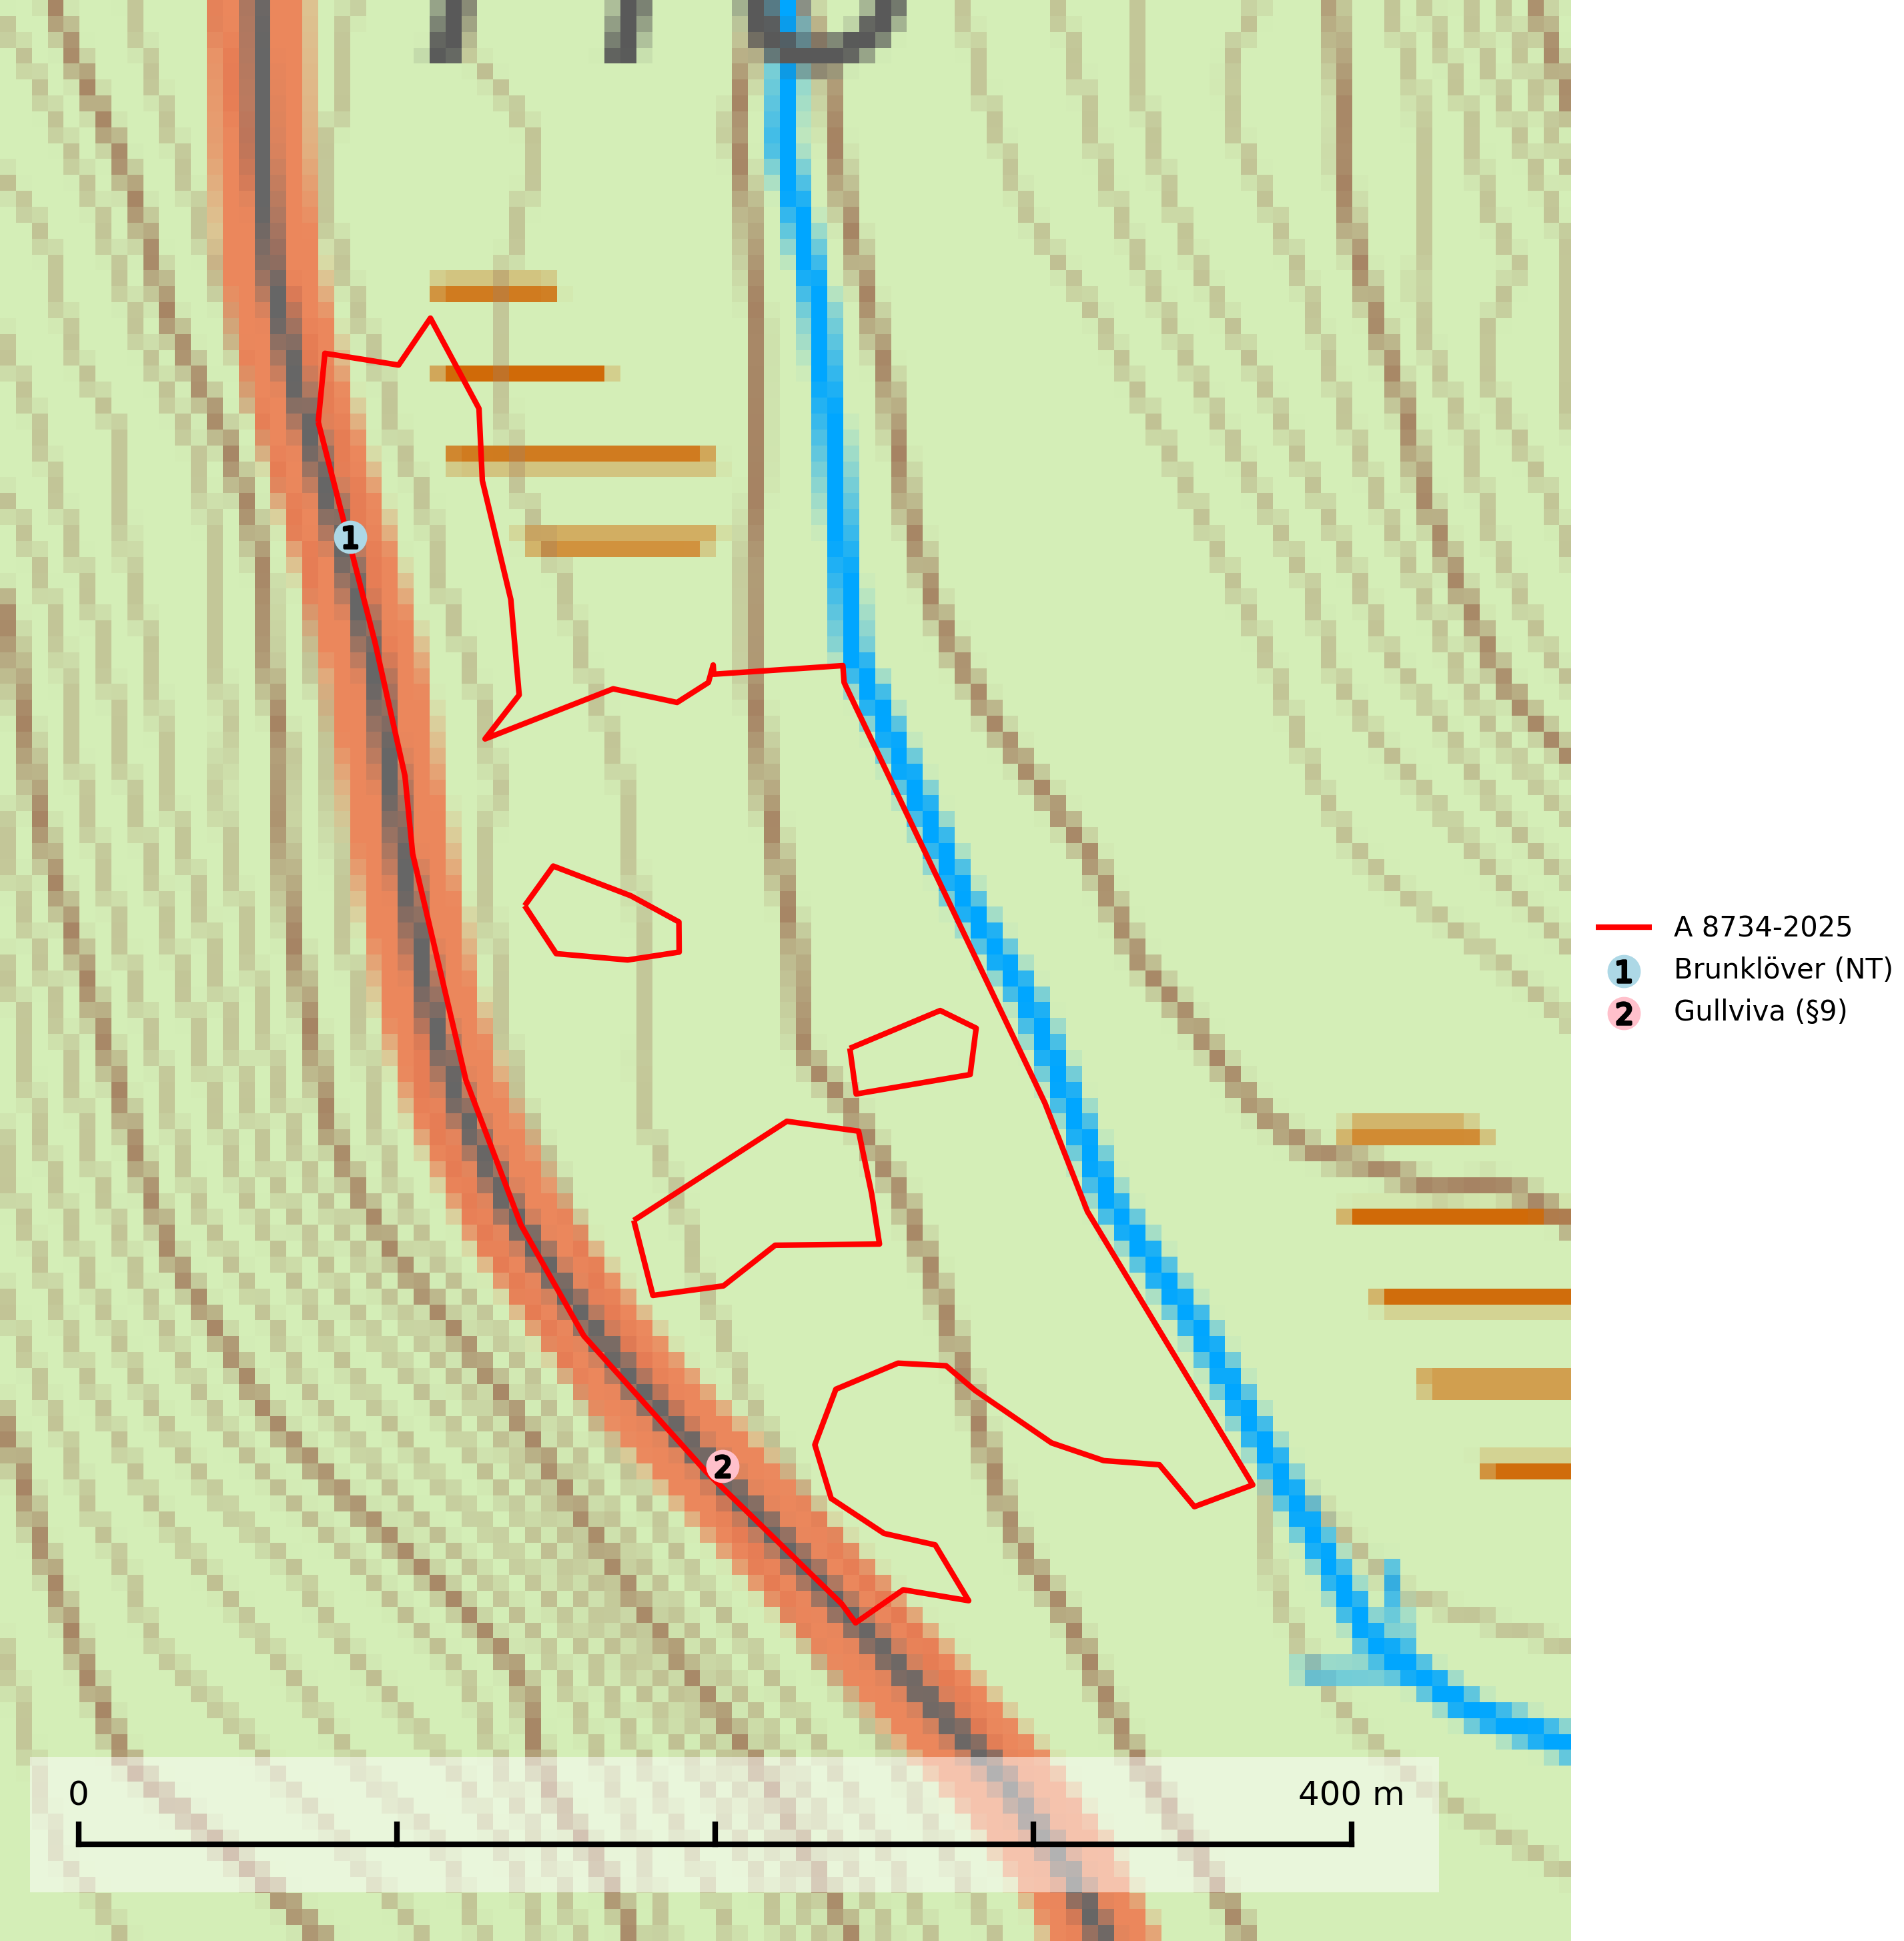 1
2
A 8734-2025
1 Brunklöver (NT)
2 Gullviva (§9)
0 400 m